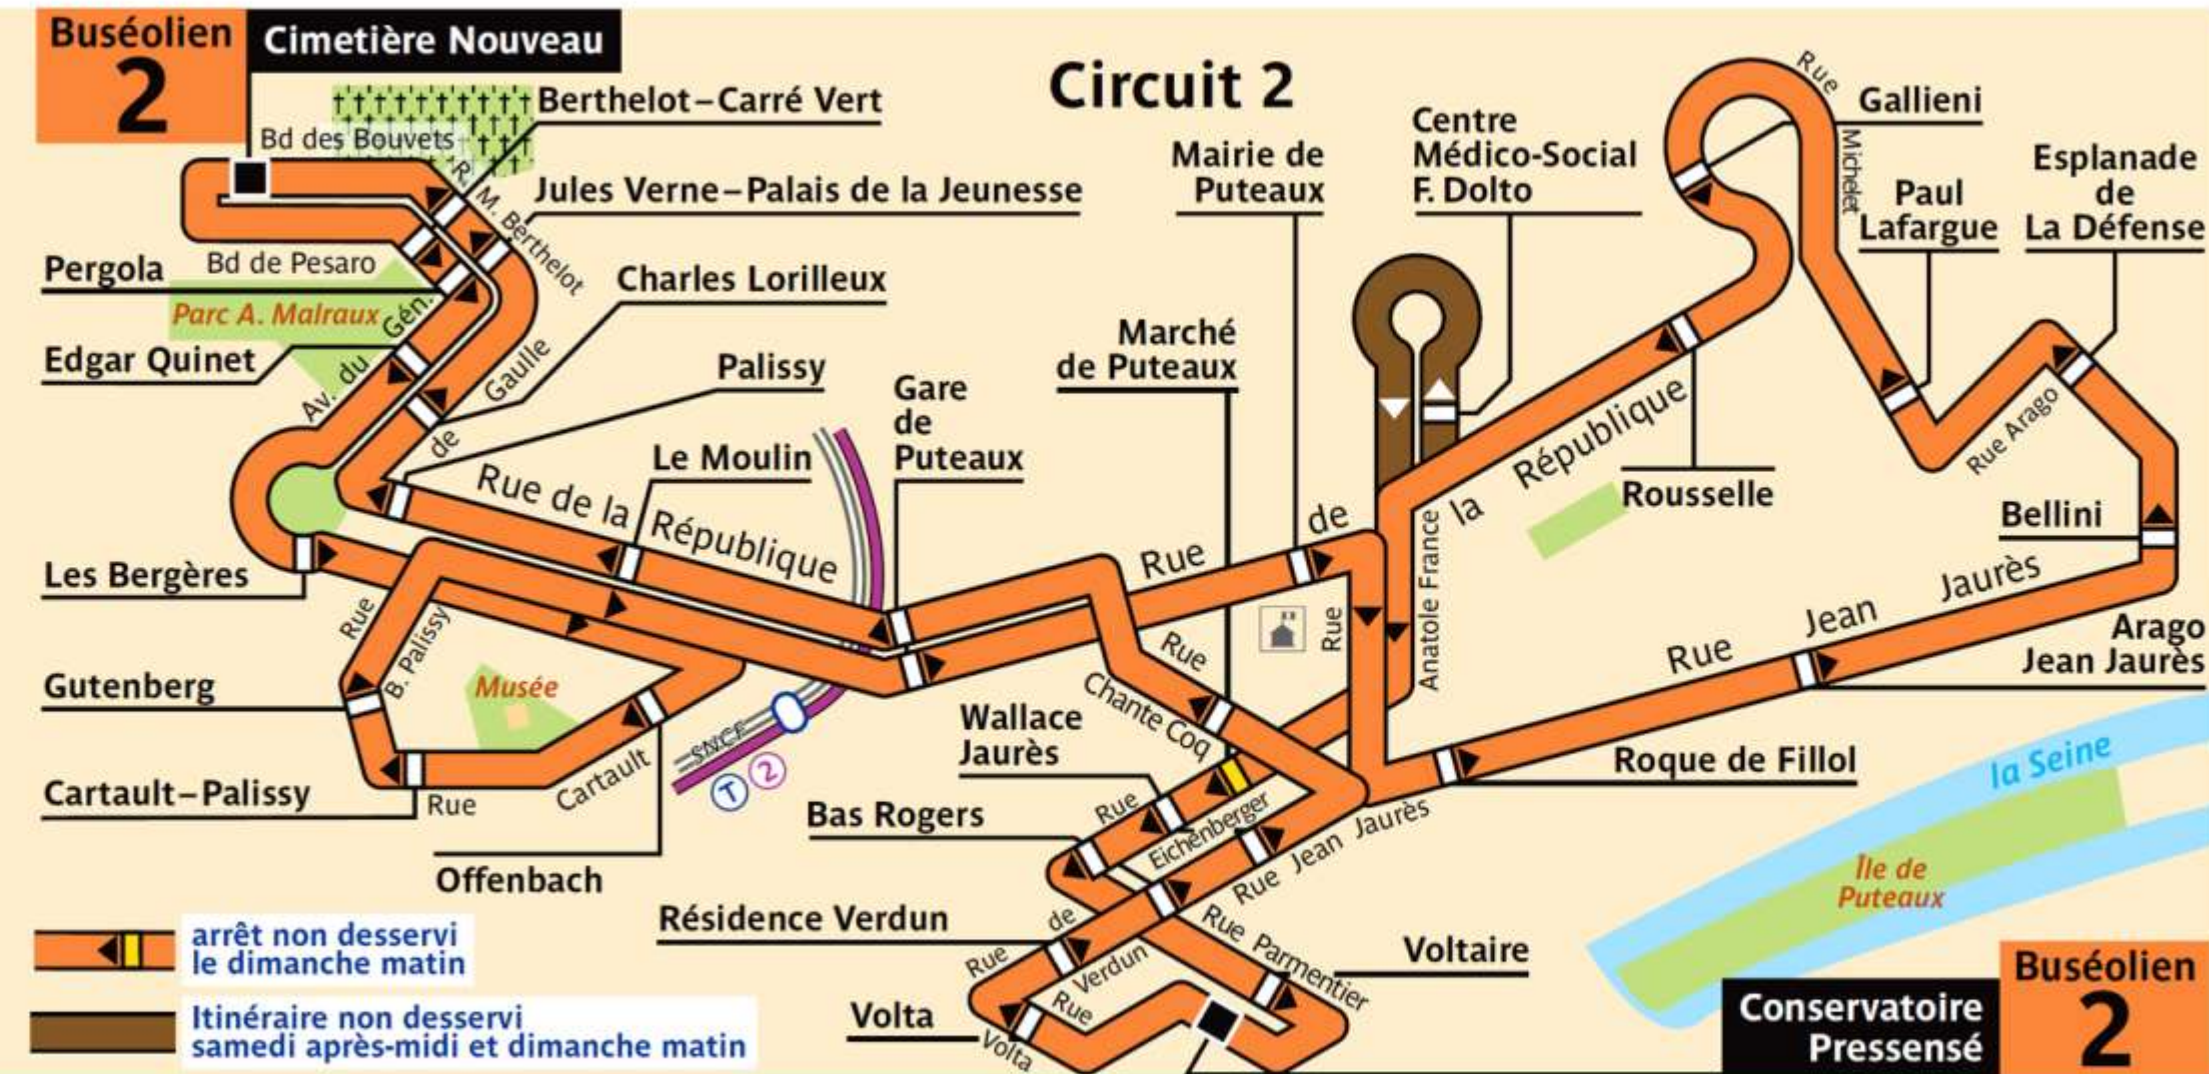 Buséolien
2
Cimetière Nouveau
Circuit 2
Berthelot–Carré Vert
Bd des Bouvets
R. M. Berthelot
Jules Verne–Palais de la Jeunesse
Pergola
Bd de Pesaro
Parc A. Malraux
Edgar Quinet
Av. du Gén. de Gaulle
Charles Lorilleux
Palissy
Le Moulin
Gare
de
Puteaux
Marché
de Puteaux
Mairie de
Puteaux
Centre
Médico-Social
F. Dolto
Rue Michelet
Gallieni
Paul
Lafargue
Esplanade
de
La Défense
Rue Arago
Rousselle
Bellini
Rue de la République
Rue de la République
Rue Anatole France
Les Bergères
Rue B. Palissy
Gutenberg
Musée
Cartault–Palissy
Rue Cartault
Offenbach
SNCF
T 2
Rue Chante Coq
Wallace
Jaurès
Bas Rogers
Rue Eichenberger
Rue Jean Jaurès
Rue Jean Jaurès
Arago
Jean Jaurès
Roque de Fillol
la Seine
Île de
Puteaux
Résidence Verdun
Rue de Verdun
Rue Parmentier
Voltaire
Volta
Rue Volta
arrêt non desservi
le dimanche matin
Itinéraire non desservi
samedi après-midi et dimanche matin
Conservatoire
Pressensé
Buséolien
2